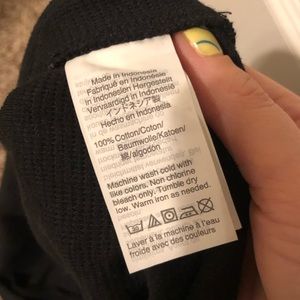 Made in Indonesia
Fabriqué en Indonésie
In Indonesien Hergestellt
Vervaardigd in Indonesië
インドネシア製
Hecho en Indonesia
100% Cotton/Coton/
Baumwolle/Katoen/
綿/algodón
Machine wash cold with
like colors. Non chlorine
bleach only. Tumble dry
low. Warm iron as needed.
Laver à la machine à l'eau
froide avec des couleurs